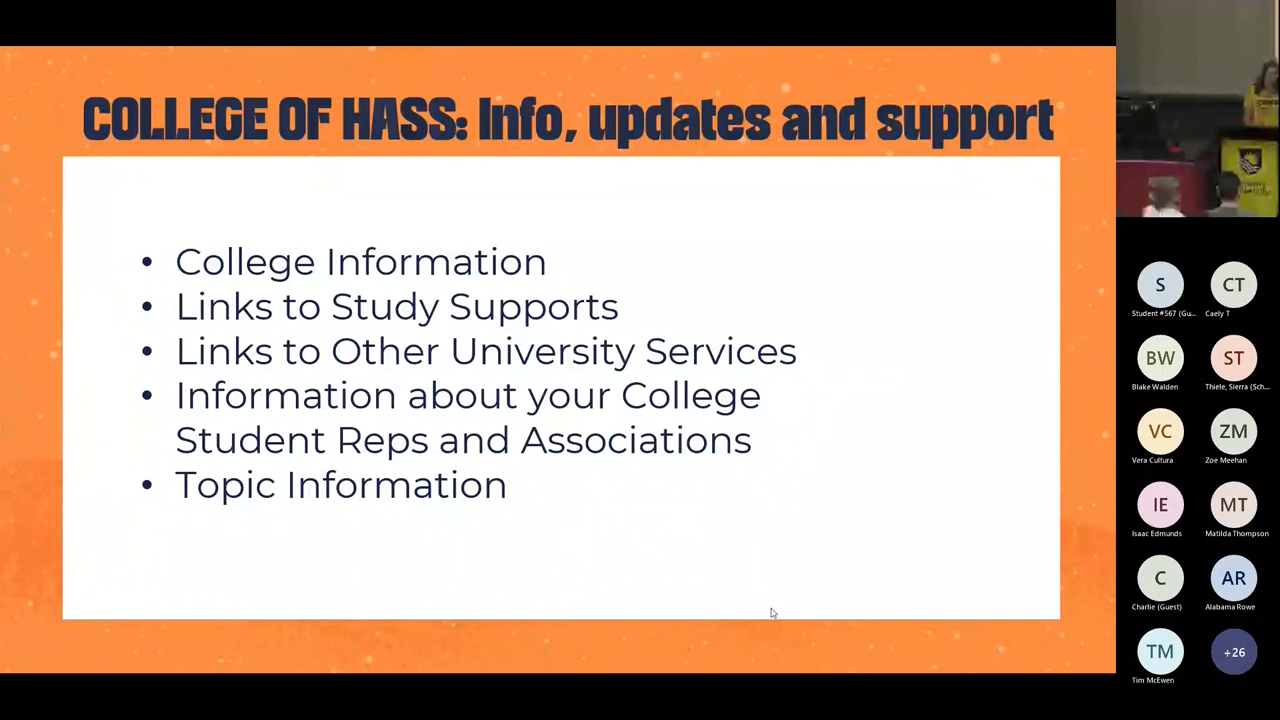 COLLEGE OF HASS: Info, updates and support
• College Information
• Links to Study Supports
• Links to Other University Services
• Information about your College
Student Reps and Associations
• Topic Information
S
CT
Student #567 (Gu...
Caely T
BW
ST
Blake Walden
Thiele, Sierra (Sch...
VC
ZM
Vera Cultura
Zoe Meehan
IE
MT
Isaac Edmunds
Matilda Thompson
C
AR
Charlie (Guest)
Alabama Rowe
TM
+26
Tim McEwen